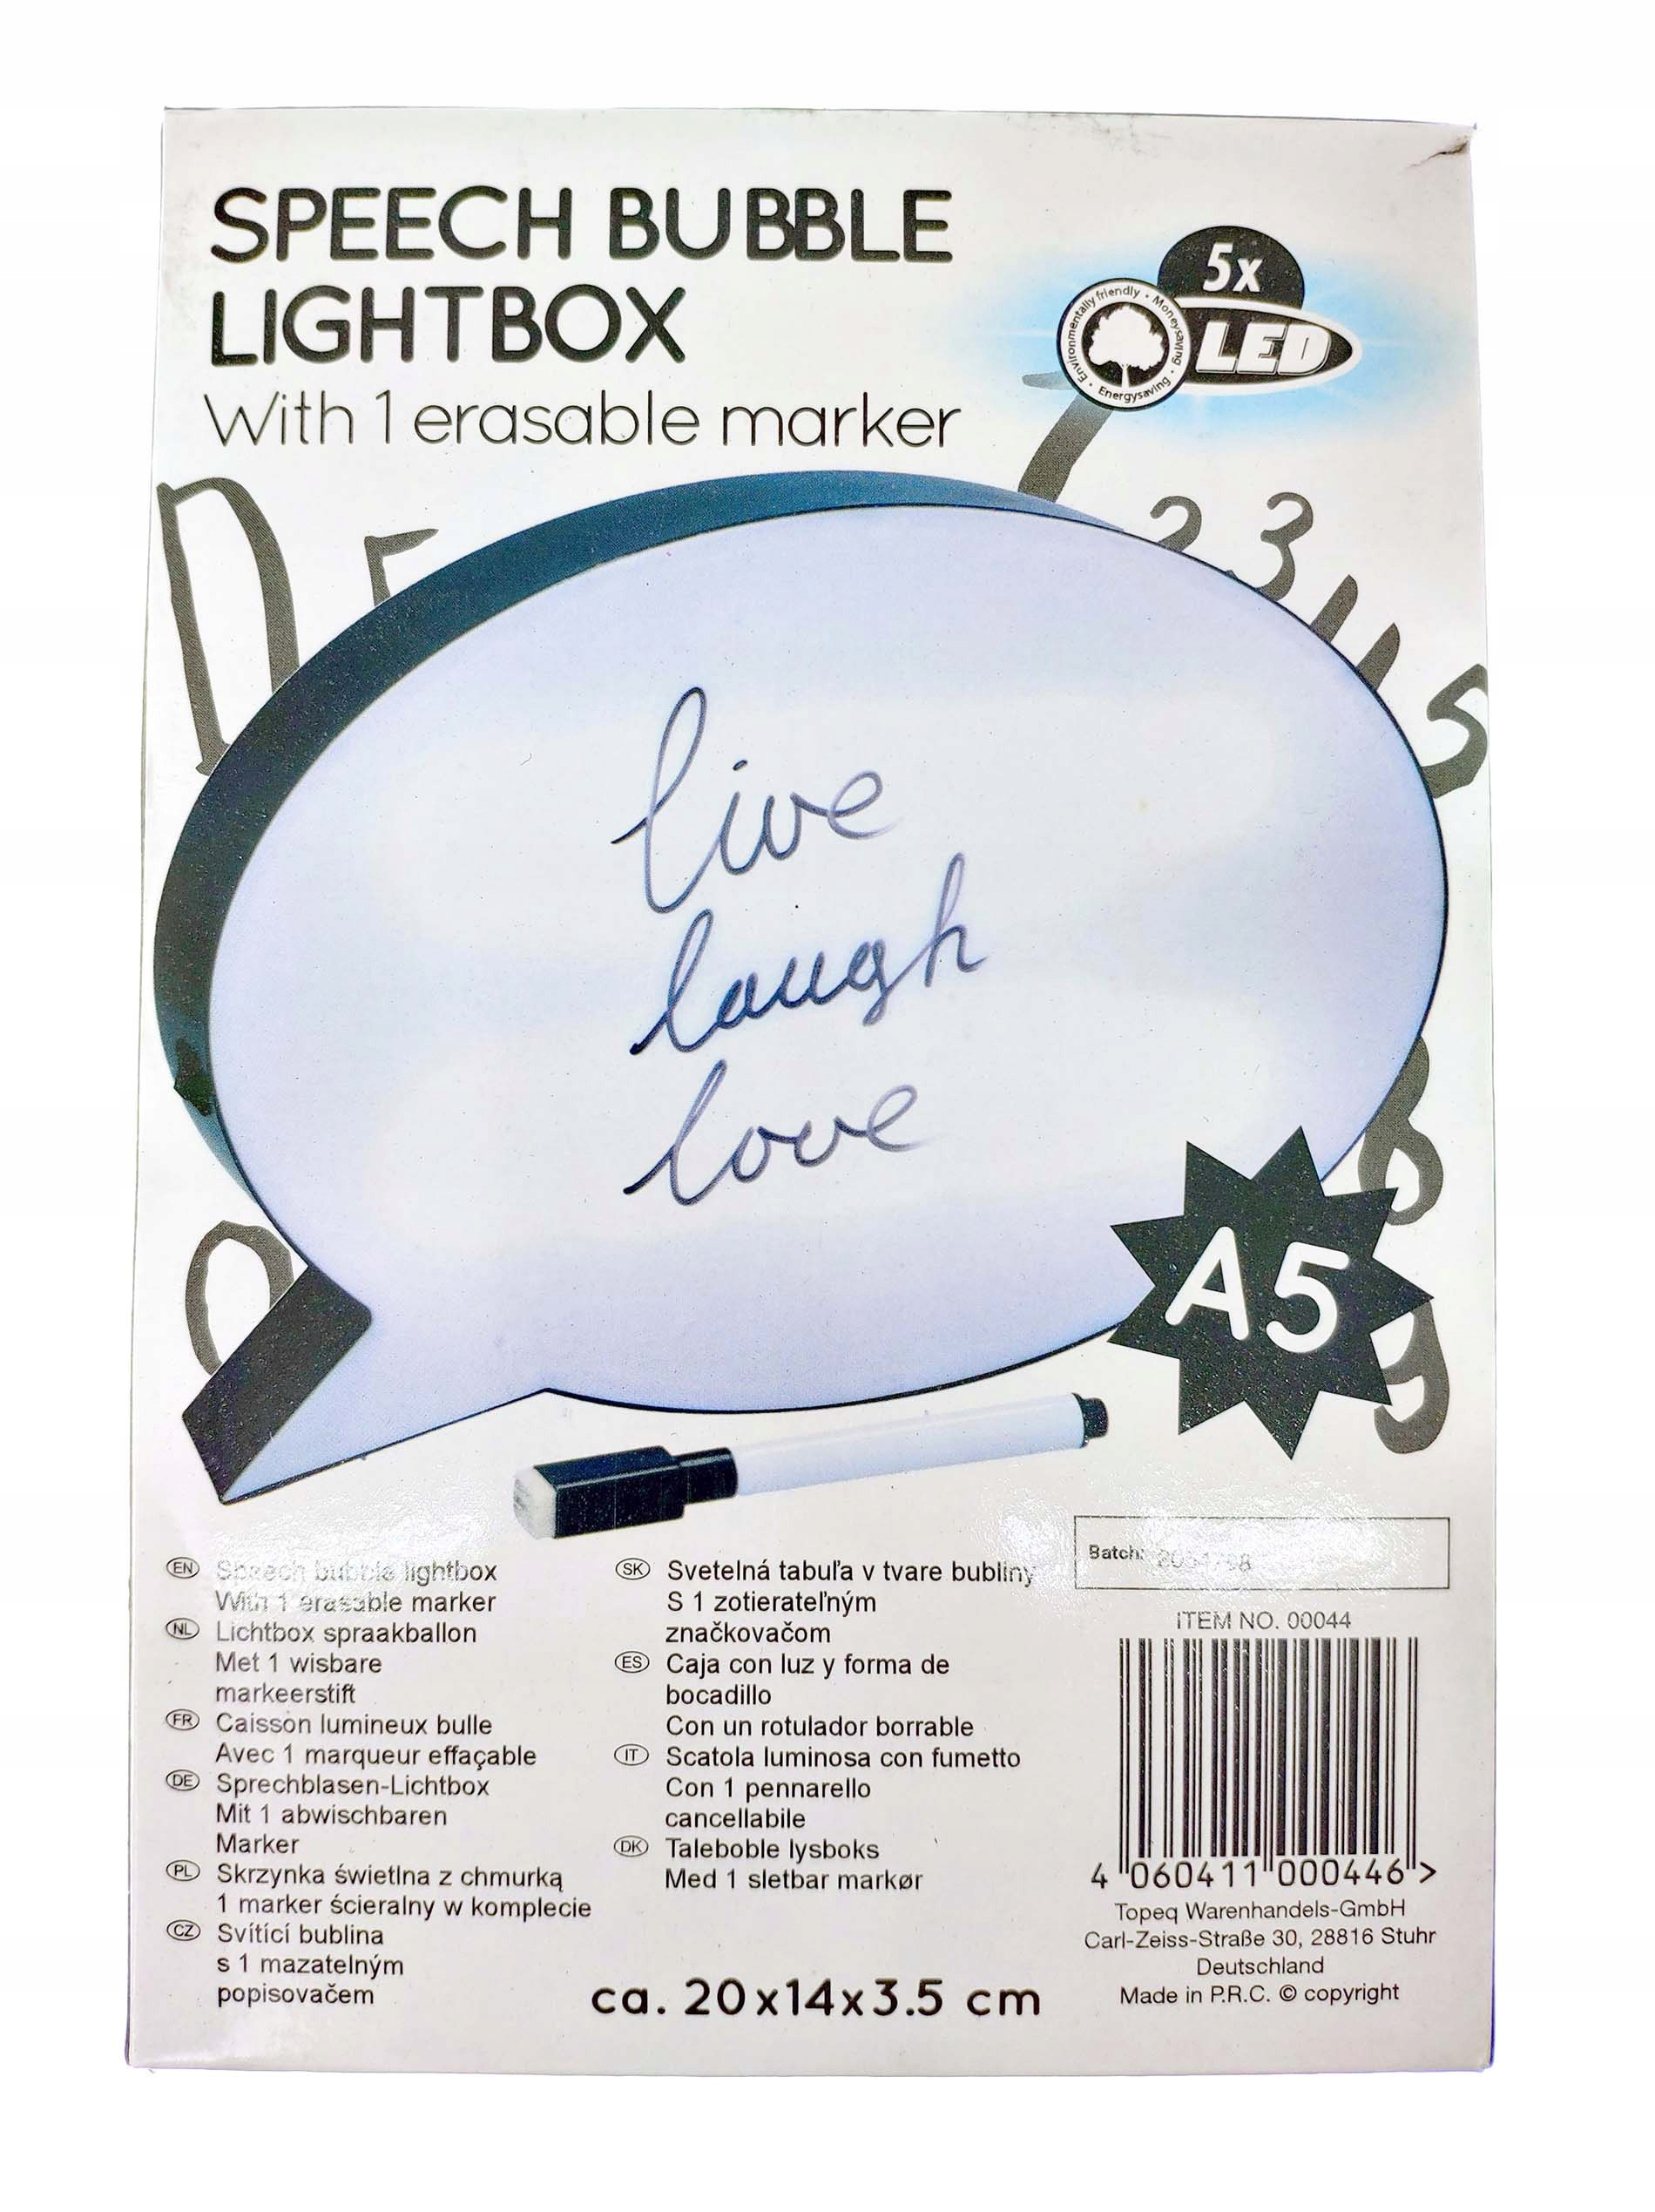 SPEECH BUBBLE
LIGHTBOX
With 1 erasable marker
5x
LED
Environmentally friendly • Moneysaving • Energysaving •
live
laugh
love
A5
EN Speech bubble lightbox
With 1 erasable marker
NL Lichtbox spraakballon
Met 1 wisbare
markeerstift
FR Caisson lumineux bulle
Avec 1 marqueur effaçable
DE Sprechblasen-Lichtbox
Mit 1 abwischbaren
Marker
PL Skrzynka świetlna z chmurką
1 marker ścieralny w komplecie
CZ Svítící bublina
s 1 mazatelným
popisovačem
SK Svetelná tabuľa v tvare bubliny
S 1 zotierateľným
značkovačom
ES Caja con luz y forma de
bocadillo
Con un rotulador borrable
IT Scatola luminosa con fumetto
Con 1 pennarello
cancellabile
DK Taleboble lysboks
Med 1 sletbar markør
ca. 20x14x3.5 cm
Batch:
ITEM NO. 00044
4 060411 000446 >
Topeq Warenhandels-GmbH
Carl-Zeiss-Straße 30, 28816 Stuhr
Deutschland
Made in P.R.C. © copyright